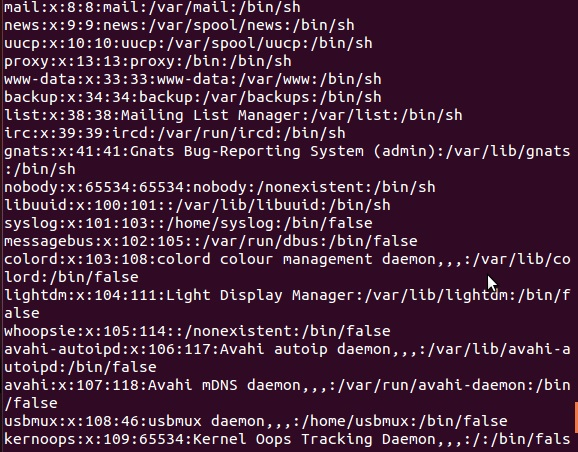 mail:x:8:8:mail:/var/mail:/bin/sh
news:x:9:9:news:/var/spool/news:/bin/sh
uucp:x:10:10:uucp:/var/spool/uucp:/bin/sh
proxy:x:13:13:proxy:/bin:/bin/sh
www-data:x:33:33:www-data:/var/www:/bin/sh
backup:x:34:34:backup:/var/backups:/bin/sh
list:x:38:38:Mailing List Manager:/var/list:/bin/sh
irc:x:39:39:ircd:/var/run/ircd:/bin/sh
gnats:x:41:41:Gnats Bug-Reporting System (admin):/var/lib/gnats
:/bin/sh
nobody:x:65534:65534:nobody:/nonexistent:/bin/sh
libuuid:x:100:101::/var/lib/libuuid:/bin/sh
syslog:x:101:103::/home/syslog:/bin/false
messagebus:x:102:105::/var/run/dbus:/bin/false
colord:x:103:108:colord colour management daemon,,,:/var/lib/co
lord:/bin/false
lightdm:x:104:111:Light Display Manager:/var/lib/lightdm:/bin/f
alse
whoopsie:x:105:114::/nonexistent:/bin/false
avahi-autoipd:x:106:117:Avahi autoip daemon,,,:/var/lib/avahi-a
utoipd:/bin/false
avahi:x:107:118:Avahi mDNS daemon,,,:/var/run/avahi-daemon:/bin
/false
usbmux:x:108:46:usbmux daemon,,,:/home/usbmux:/bin/false
kernoops:x:109:65534:Kernel Oops Tracking Daemon,,,:/:/bin/fals